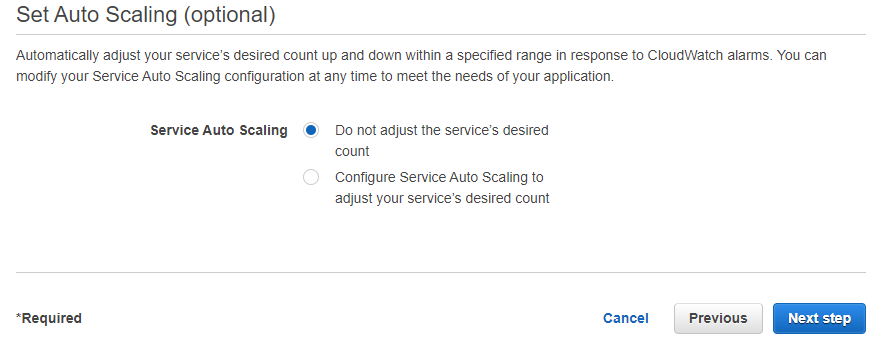 Set Auto Scaling (optional)
Automatically adjust your service’s desired count up and down within a specified range in response to CloudWatch alarms. You can
modify your Service Auto Scaling configuration at any time to meet the needs of your application.
Service Auto Scaling
Do not adjust the service’s desired
count
Configure Service Auto Scaling to
adjust your service’s desired count
*Required
Cancel
Previous
Next step